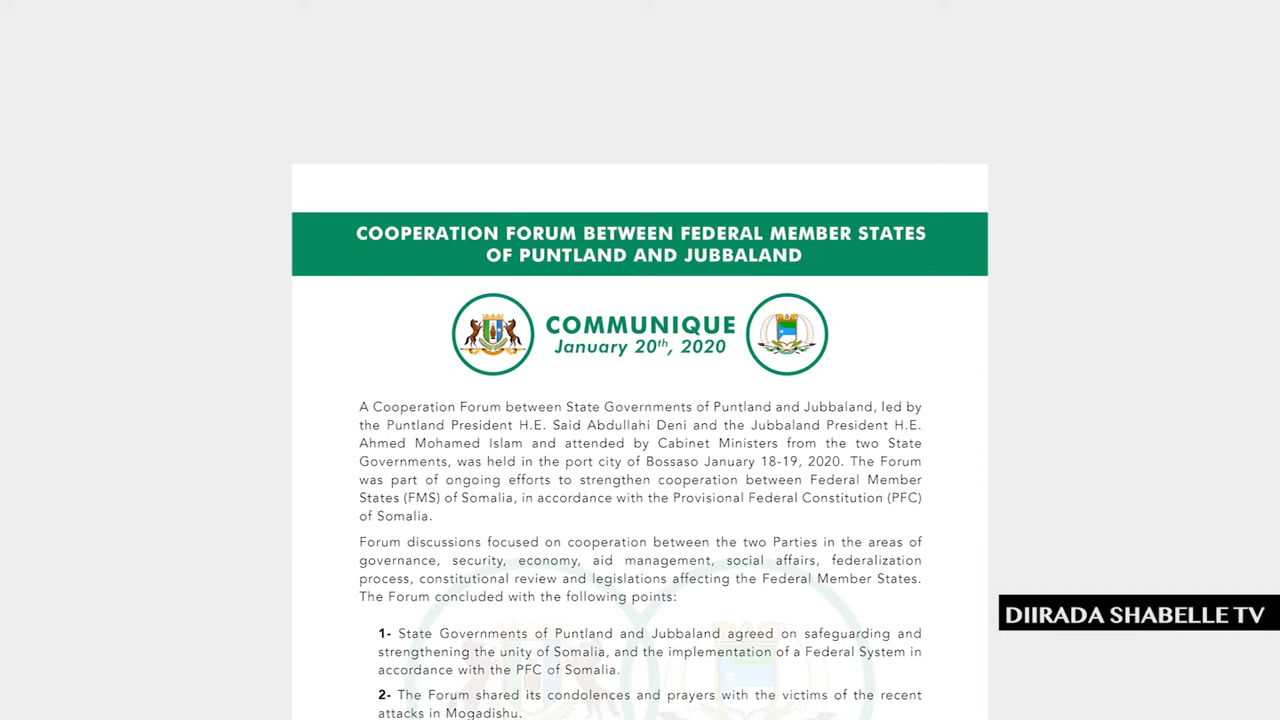 COOPERATION FORUM BETWEEN FEDERAL MEMBER STATES
OF PUNTLAND AND JUBBALAND
COMMUNIQUE
January 20th, 2020
A Cooperation Forum between State Governments of Puntland and Jubbaland, led by
the Puntland President H.E. Said Abdullahi Deni and the Jubbaland President H.E.
Ahmed Mohamed Islam and attended by Cabinet Ministers from the two State
Governments, was held in the port city of Bossaso January 18-19, 2020. The Forum
was part of ongoing efforts to strengthen cooperation between Federal Member
States (FMS) of Somalia, in accordance with the Provisional Federal Constitution (PFC)
of Somalia.
Forum discussions focused on cooperation between the two Parties in the areas of
governance, security, economy, aid management, social affairs, federalization
process, constitutional review and legislations affecting the Federal Member States.
The Forum concluded with the following points:
1- State Governments of Puntland and Jubbaland agreed on safeguarding and
strengthening the unity of Somalia, and the implementation of a Federal System in
accordance with the PFC of Somalia.
2- The Forum shared its condolences and prayers with the victims of the recent
attacks in Mogadishu.
DIIRADA SHABELLE TV